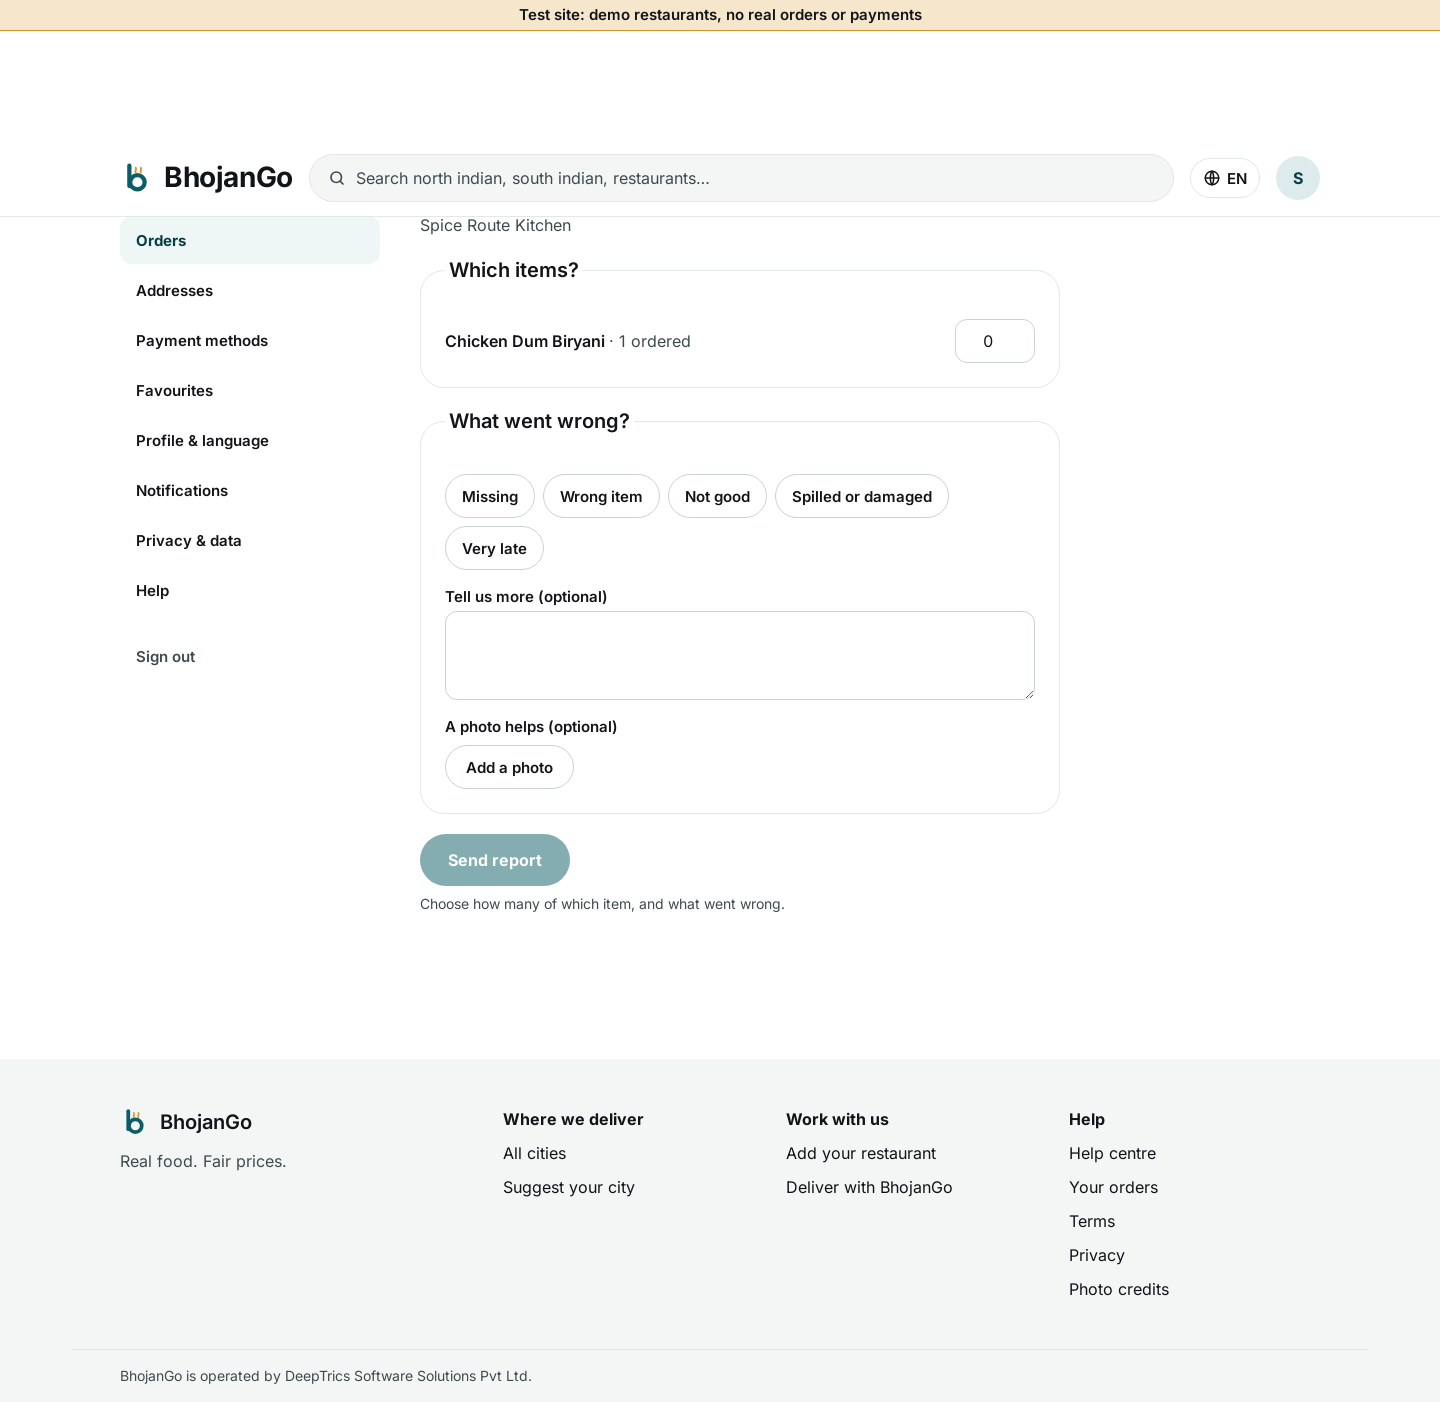 Test site: demo restaurants, no real orders or payments
BhojanGo
Search north indian, south indian, restaurants...
EN
S
Orders
Addresses
Payment methods
Favourites
Profile & language
Notifications
Privacy & data
Help
Sign out
Spice Route Kitchen
Which items?
Chicken Dum Biryani · 1 ordered
0
What went wrong?
Missing
Wrong item
Not good
Spilled or damaged
Very late
Tell us more (optional)
A photo helps (optional)
Add a photo
Send report
Choose how many of which item, and what went wrong.
BhojanGo
Real food. Fair prices.
Where we deliver
All cities
Suggest your city
Work with us
Add your restaurant
Deliver with BhojanGo
Help
Help centre
Your orders
Terms
Privacy
Photo credits
BhojanGo is operated by DeepTrics Software Solutions Pvt Ltd.